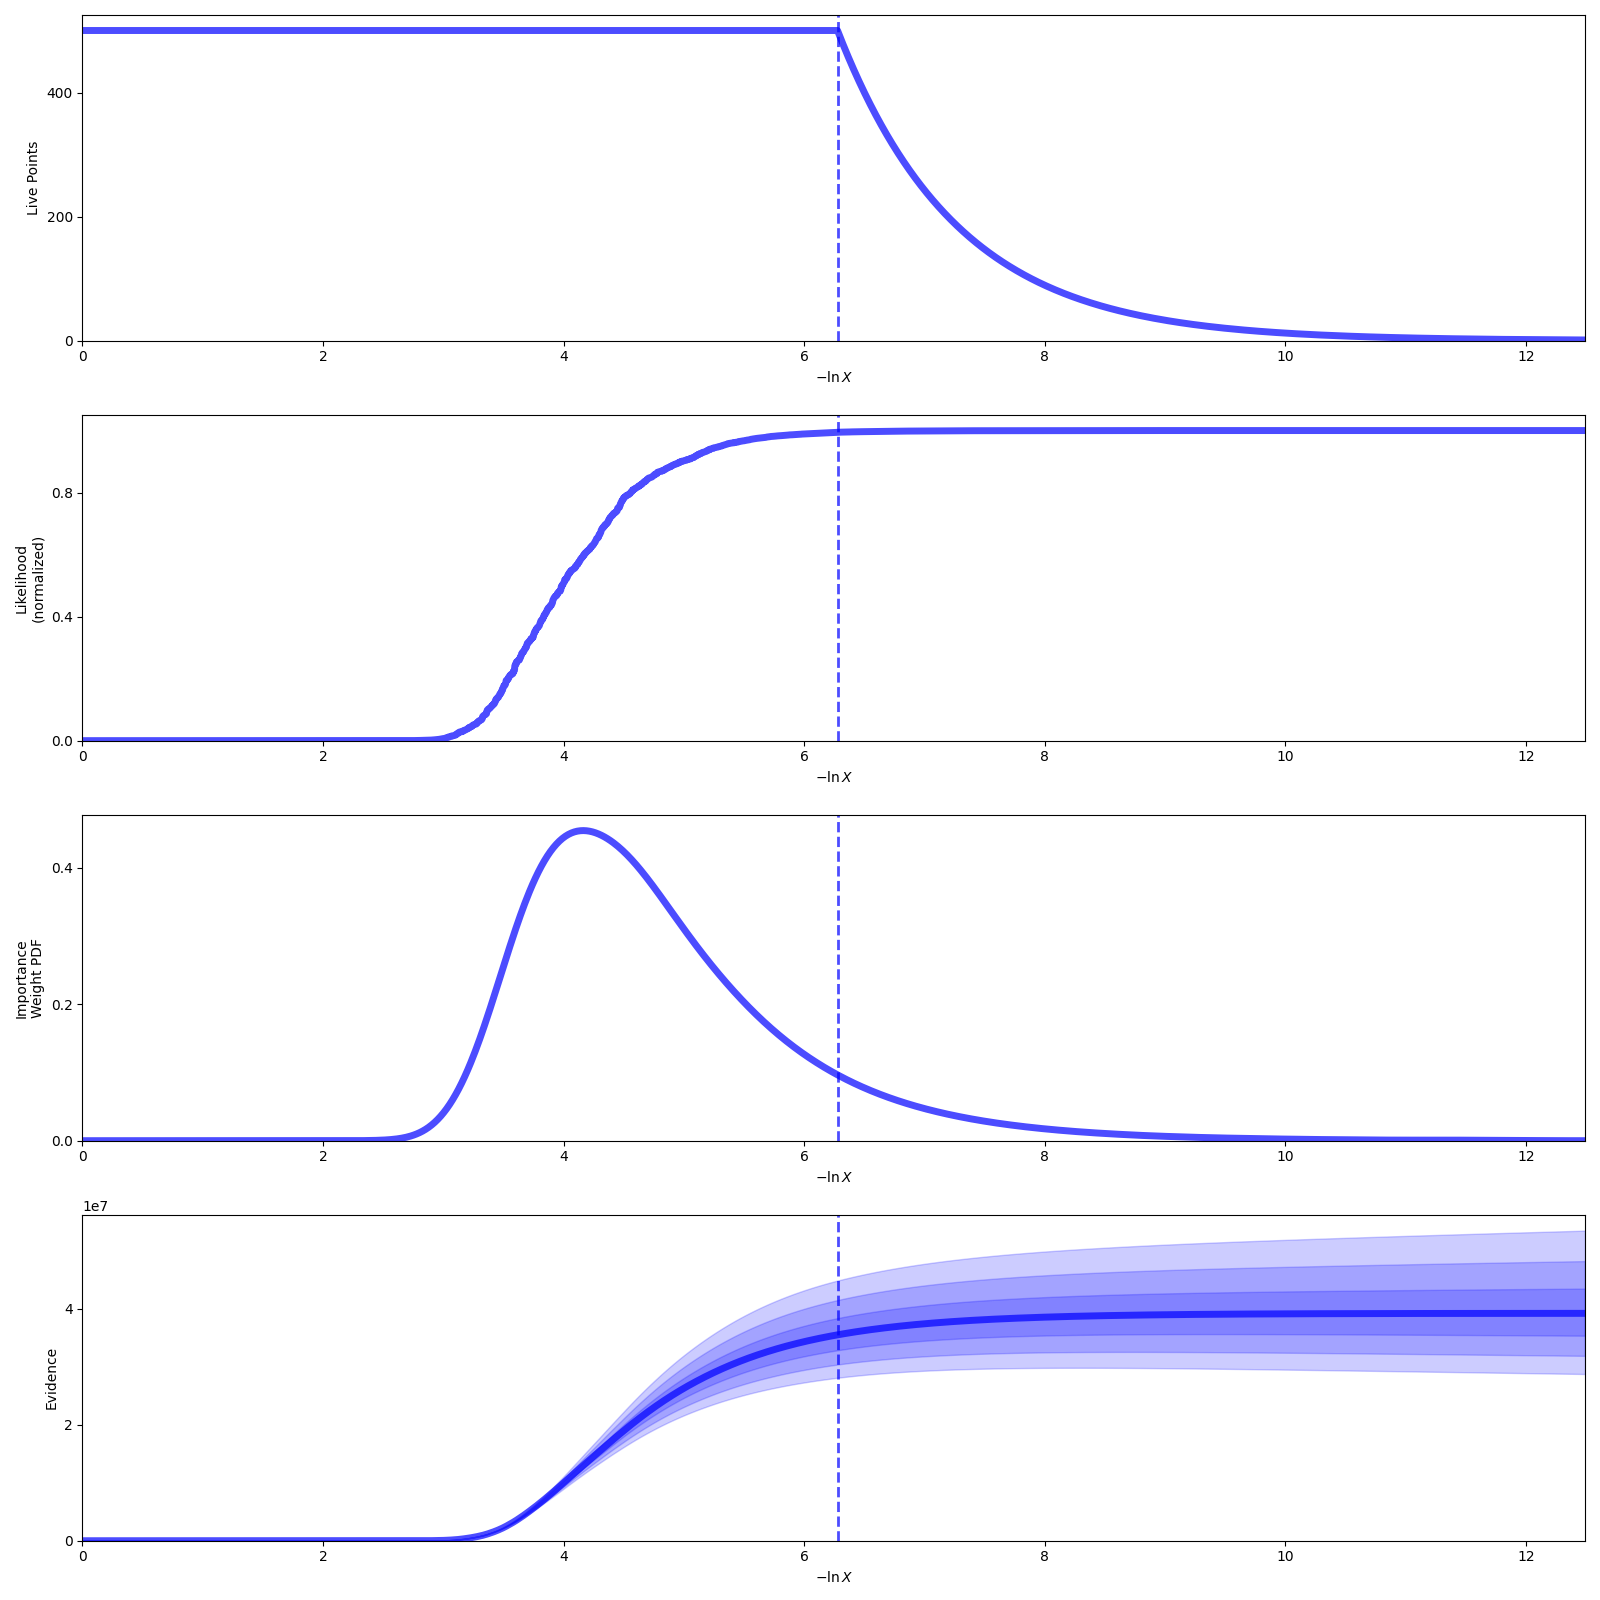 400
200
0
Live Points
0 2 4 6 8 10 12
−ln X
0.8
0.4
0.0
Likelihood
(normalized)
0 2 4 6 8 10 12
−ln X
0.4
0.2
0.0
Importance
Weight PDF
0 2 4 6 8 10 12
−ln X
1e7
4
2
0
Evidence
0 2 4 6 8 10 12
−ln X